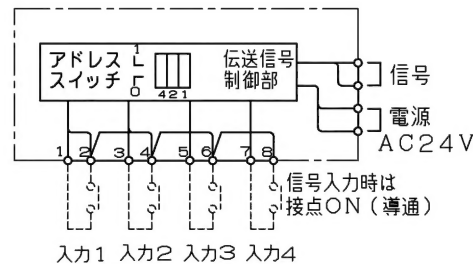 アドレス 1
スイッチ 0
421
伝送信号
制御部
信号
電源
AC24V
1 2 3 4 5 6 7 8
信号入力時は
接点ON(導通)
入力1 入力2 入力3 入力4